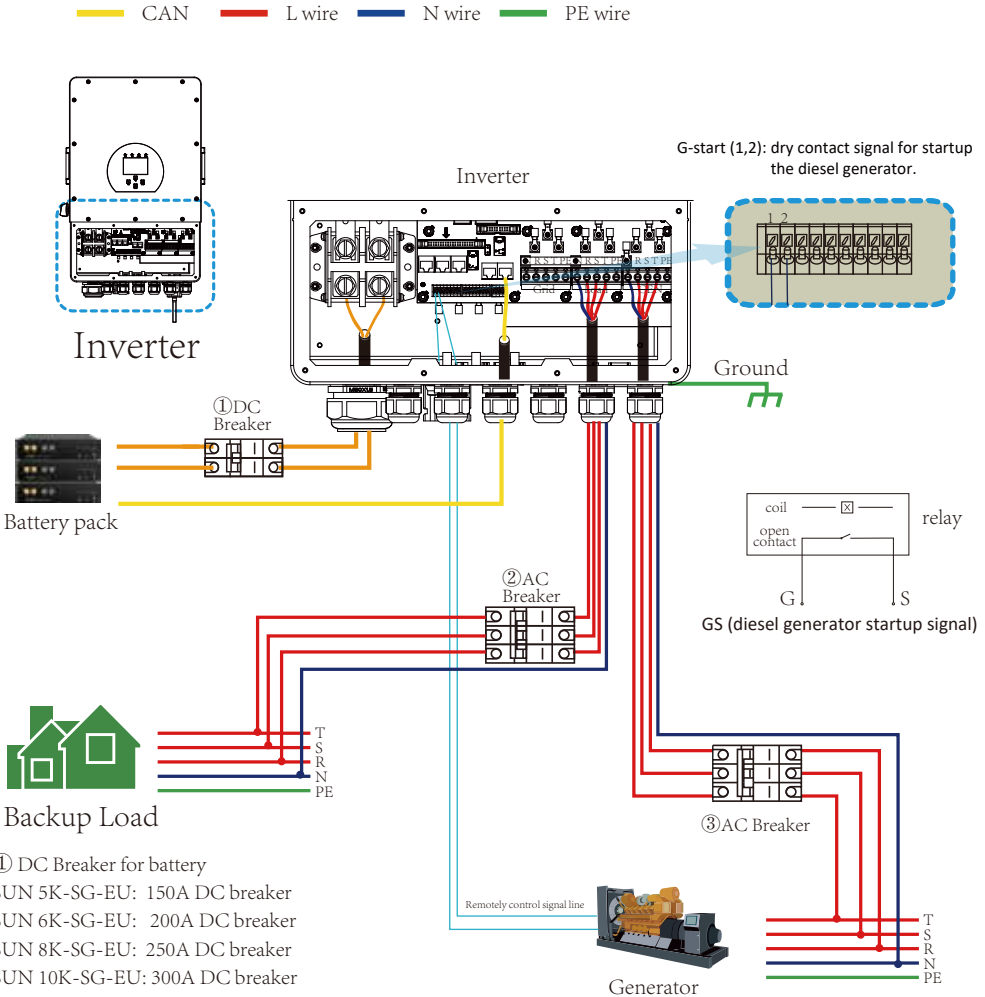 CAN L wire N wire PE wire
G-start (1,2): dry contact signal for startup
the diesel generator.
Inverter
1 2
R S T PE R S T PE R S T PE
Grid
Inverter
Ground
①DC
Breaker
Battery pack
coil
relay
open
contact
G S
GS (diesel generator startup signal)
②AC
Breaker
T
S
R
N
PE
Backup Load
③AC Breaker
① DC Breaker for battery
SUN 5K-SG-EU: 150A DC breaker
SUN 6K-SG-EU: 200A DC breaker
SUN 8K-SG-EU: 250A DC breaker
SUN 10K-SG-EU: 300A DC breaker
Remotely control signal line
Generator
T
S
R
N
PE